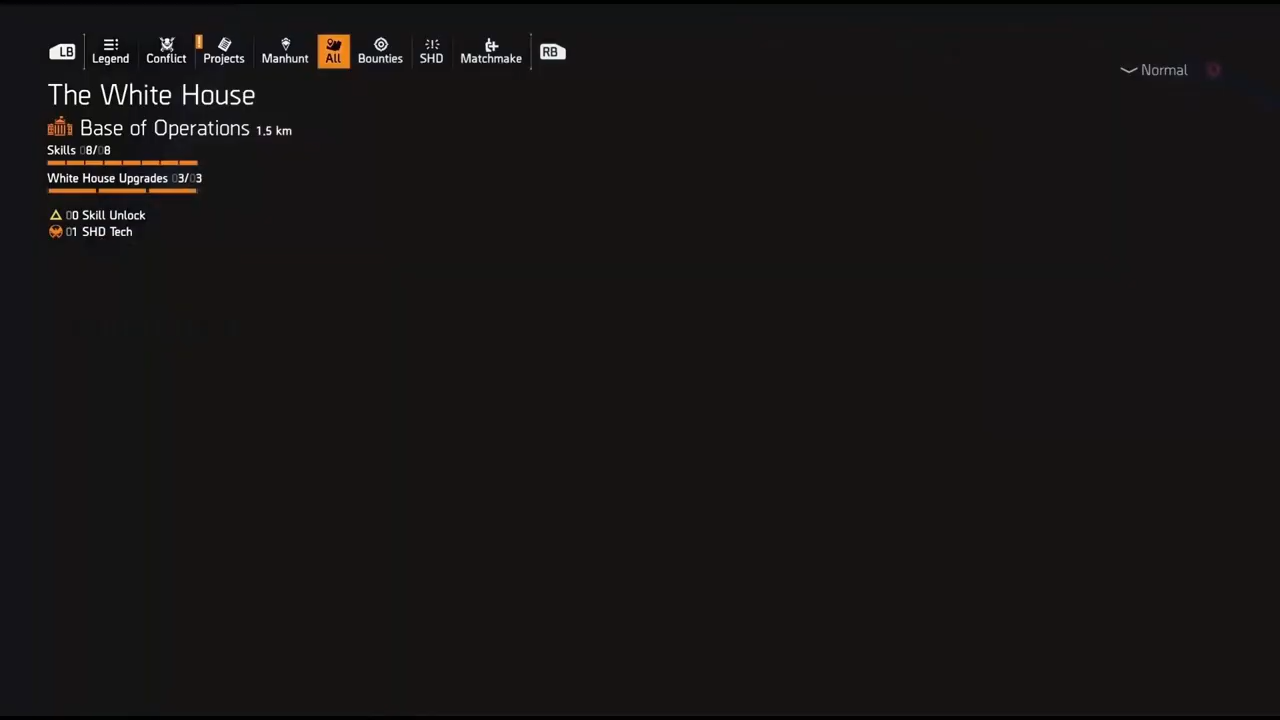 LB Legend Conflict Projects Manhunt All Bounties SHD Matchmake RB
Normal
The White House
Base of Operations 1.5 km
Skills 08/08
White House Upgrades 03/03
00 Skill Unlock
01 SHD Tech